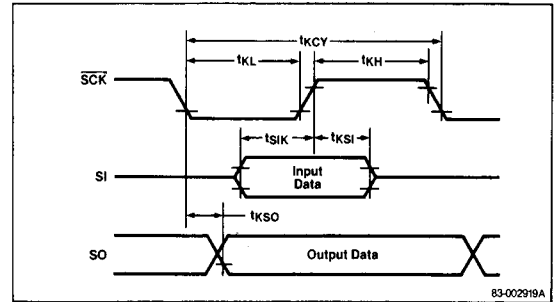 tKCY
tKL
tKH
SCK
tSIK
tKSI
SI
Input
Data
tKSO
SO
Output Data
83-002919A